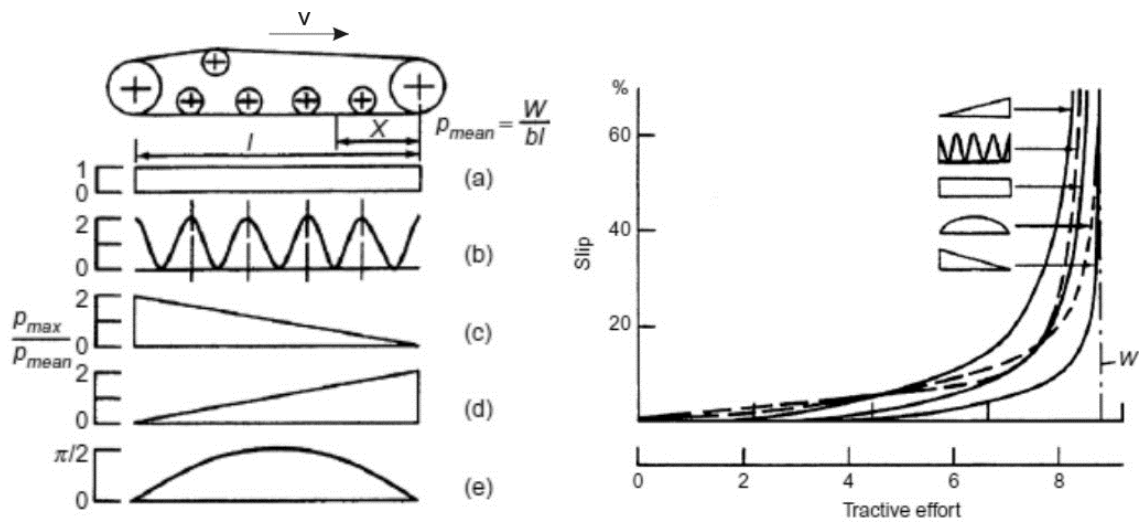 v
l
X
p_mean = W/bl
1
0
(a)
2
0
(b)
p_max/p_mean
2
0
(c)
2
0
(d)
π/2
0
(e)
%
60
40
20
Slip
W
0 2 4 6 8
Tractive effort